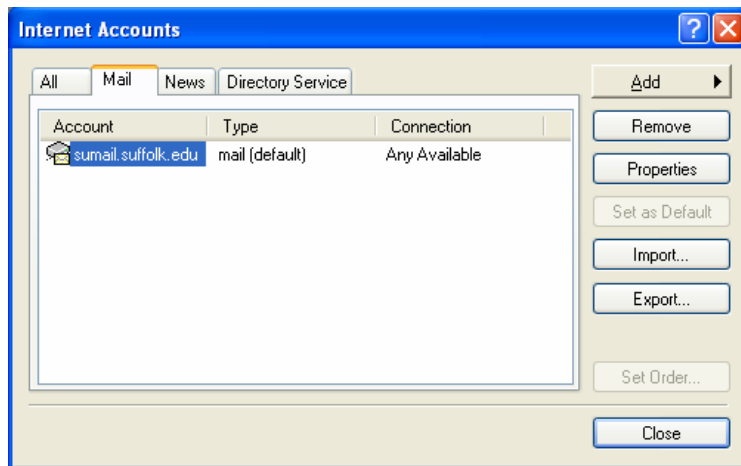 Internet Accounts
All Mail News Directory Service
Add
Account Type Connection
Remove
sumail.suffolk.edu mail (default) Any Available
Properties
Set as Default
Import...
Export...
Set Order...
Close